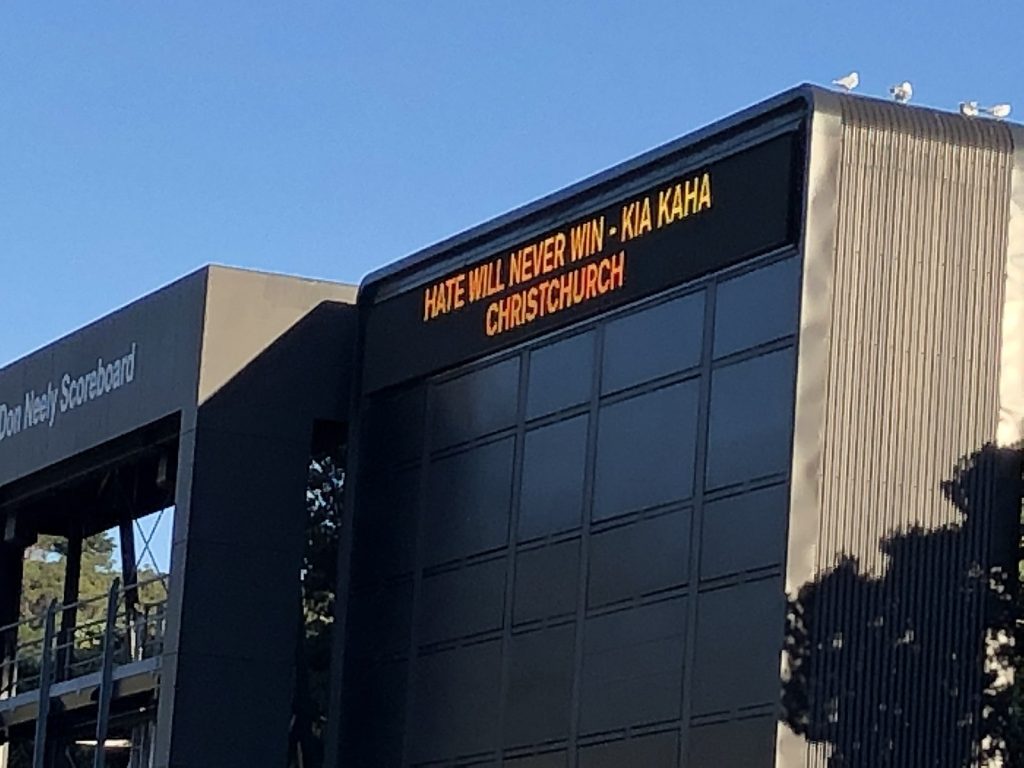 Don Neely Scoreboard
HATE WILL NEVER WIN - KIA KAHA
CHRISTCHURCH